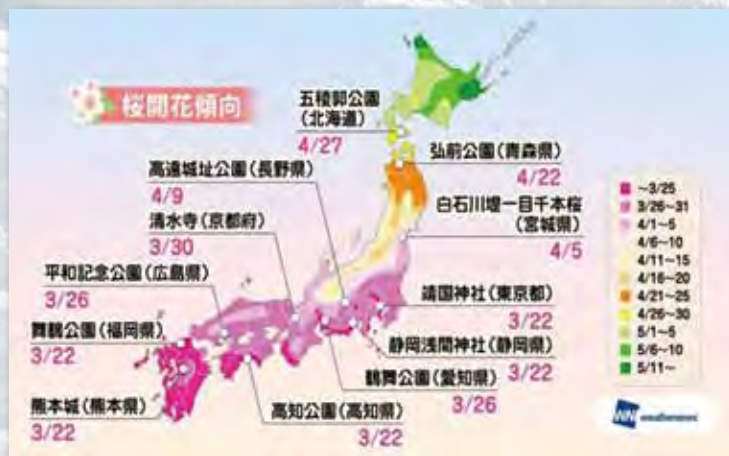 桜開花傾向
五稜郭公園
(北海道)
4/27
弘前公園(青森県)
4/22
高遠城址公園(長野県)
4/9
白石川堤一目千本桜
(宮城県)
4/5
清水寺(京都府)
3/30
平和記念公園(広島県)
3/26
靖国神社(東京都)
3/22
舞鶴公園(福岡県)
3/22
静岡浅間神社(静岡県)
3/22
鶴舞公園(愛知県)
3/26
熊本城(熊本県)
3/22
高知公園(高知県)
3/22
~3/25
3/26~31
4/1~5
4/6~10
4/11~15
4/16~20
4/21~25
4/26~30
5/1~5
5/6~10
5/11~
weathernews